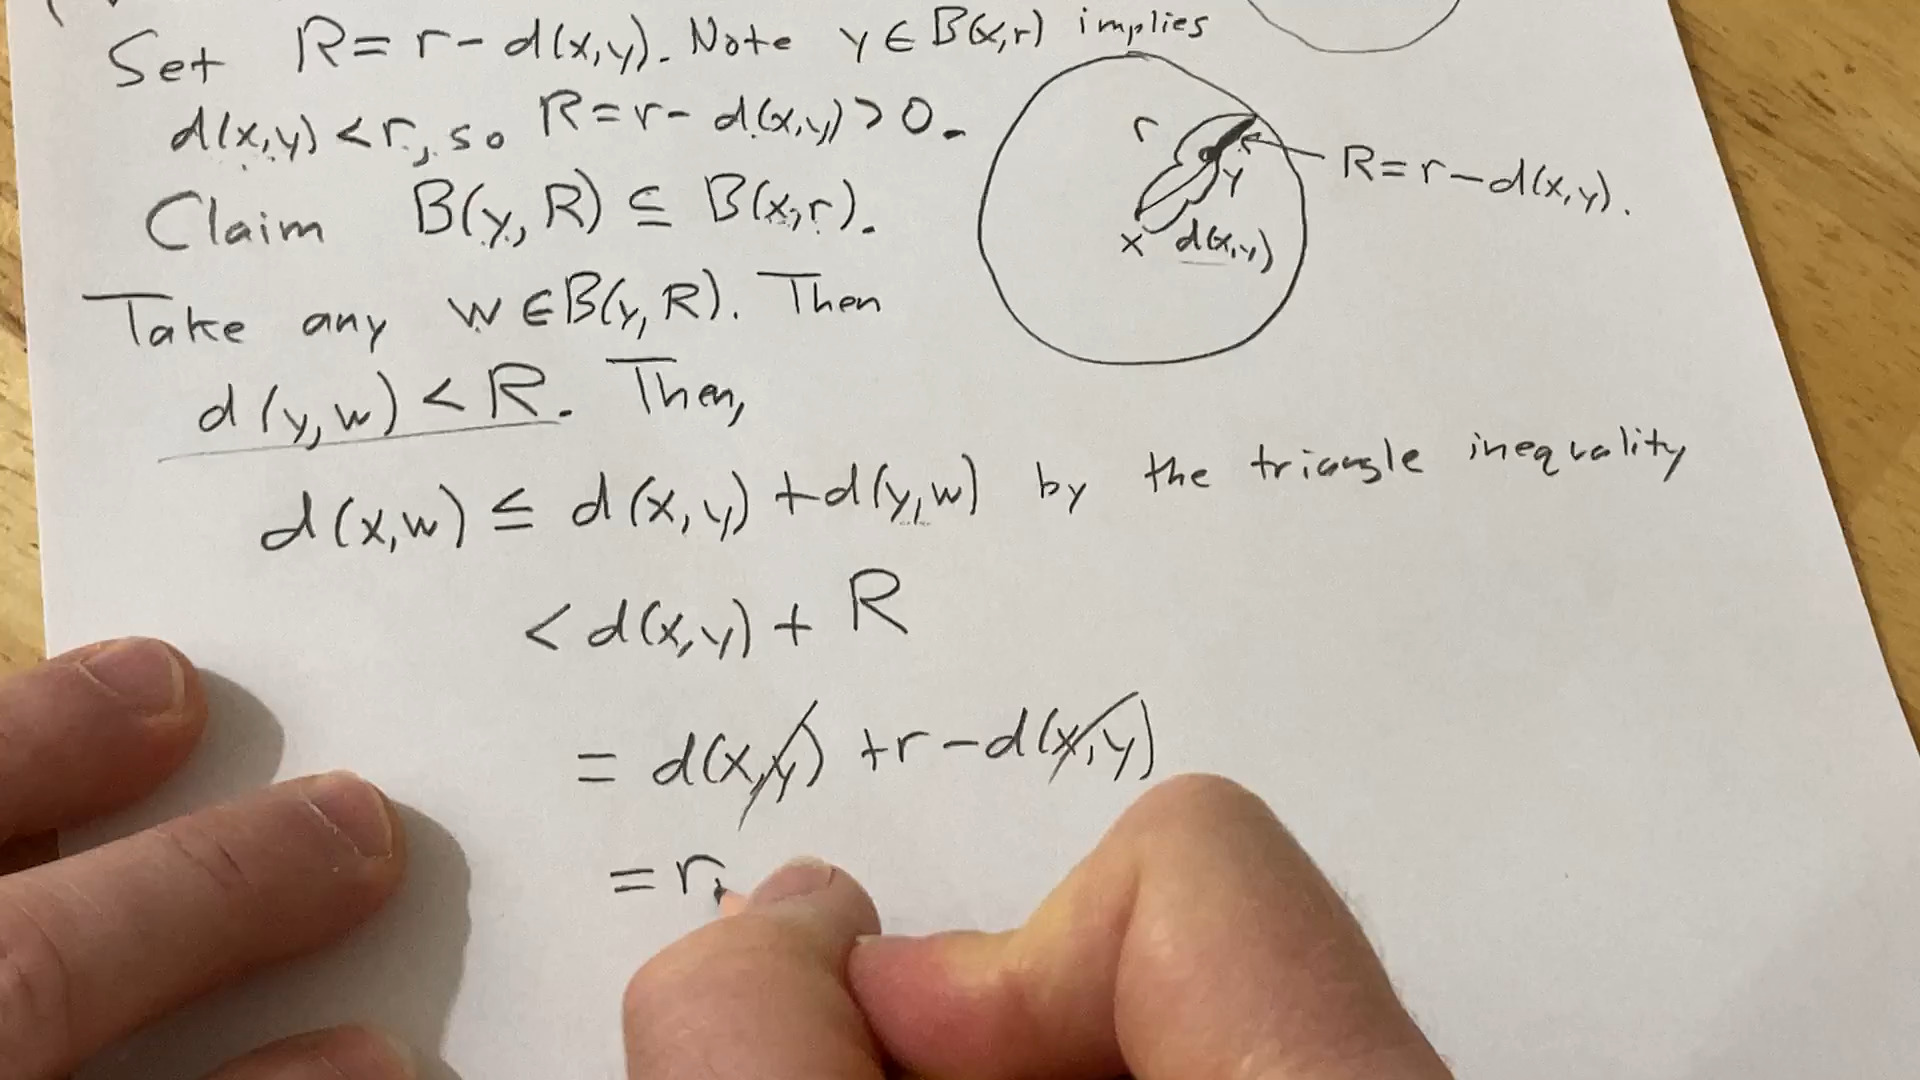 Set R = r - d(x,y). Note y ∈ B(x,r) implies
d(x,y) < r, so R = r - d(x,y) > 0.
Claim B(y, R) ⊆ B(x,r).
Take any w ∈ B(y, R). Then
d(y,w) < R. Then,
d(x,w) ≤ d(x,y) + d(y,w) by the triangle inequality
< d(x,y) + R
= d(x,y) + r - d(x,y)
= r.
r
y
x d(x,y)
R = r - d(x,y).